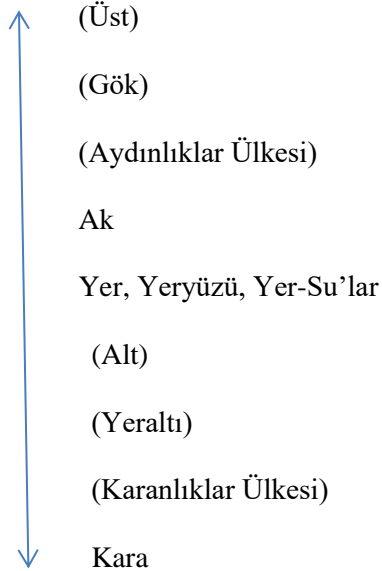 (Üst)
(Gök)
(Aydınlıklar Ülkesi)
Ak
Yer, Yeryüzü, Yer-Su’lar
(Alt)
(Yeraltı)
(Karanlıklar Ülkesi)
Kara